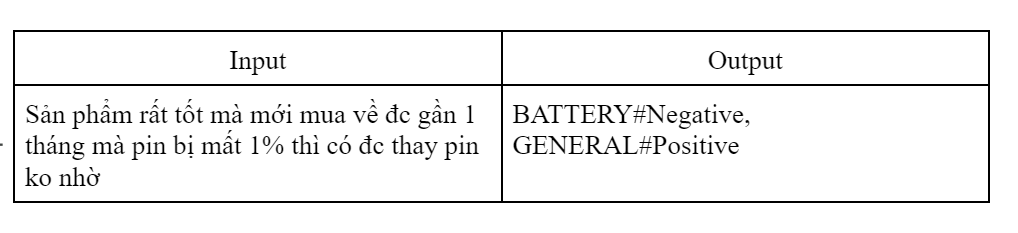 Input
Output
Sản phẩm rất tốt mà mới mua về đc gần 1
tháng mà pin bị mất 1% thì có đc thay pin
ko nhờ
BATTERY#Negative,
GENERAL#Positive